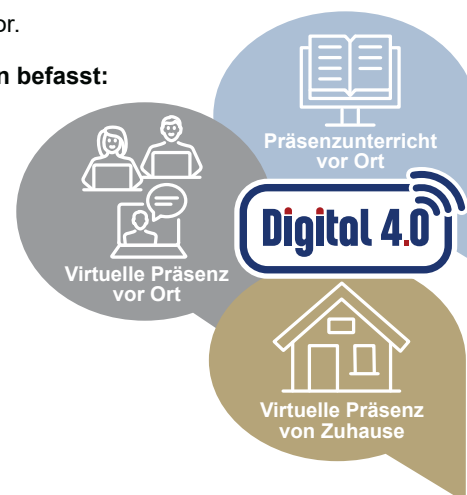 or.
n befasst:
Präsenzunterricht
vor Ort
Digital 4.0
Virtuelle Präsenz
vor Ort
Virtuelle Präsenz
von Zuhause